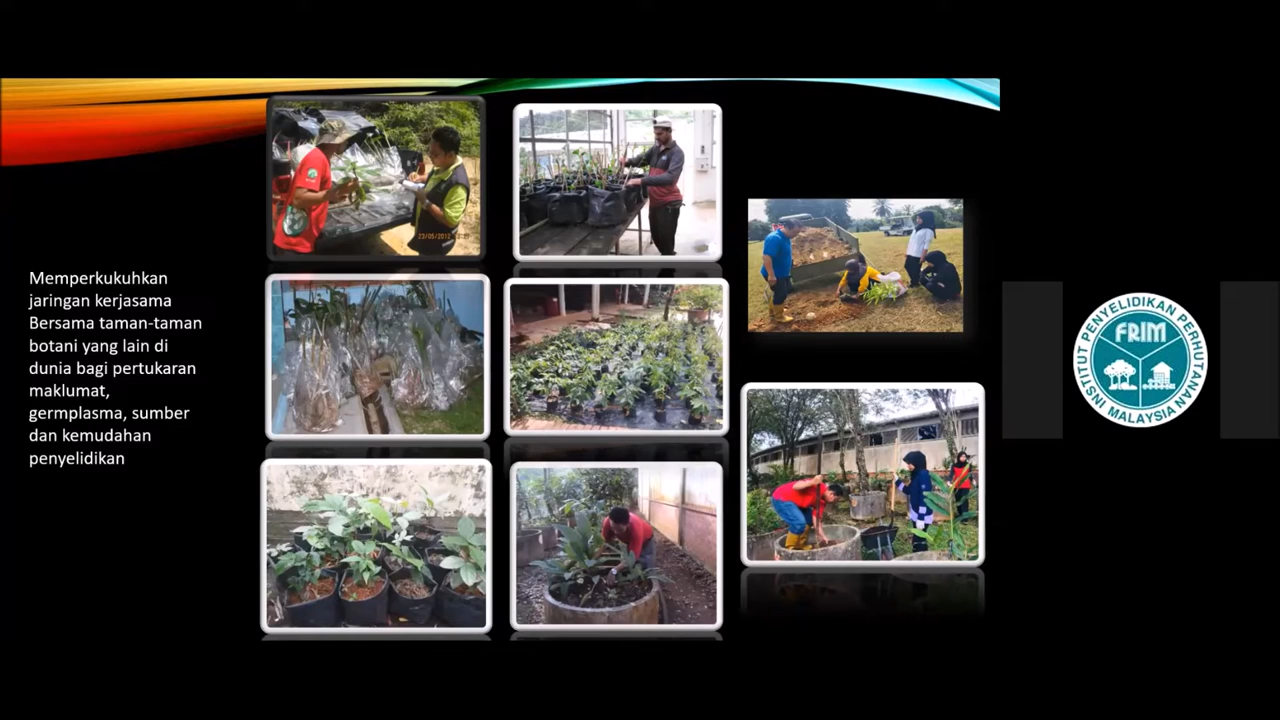 Memperkukuhkan
jaringan kerjasama
Bersama taman-taman
botani yang lain di
dunia bagi pertukaran
maklumat,
germplasma, sumber
dan kemudahan
penyelidikan
INSTITUT PENYELIDIKAN PERHUTANAN MALAYSIA
FRIM